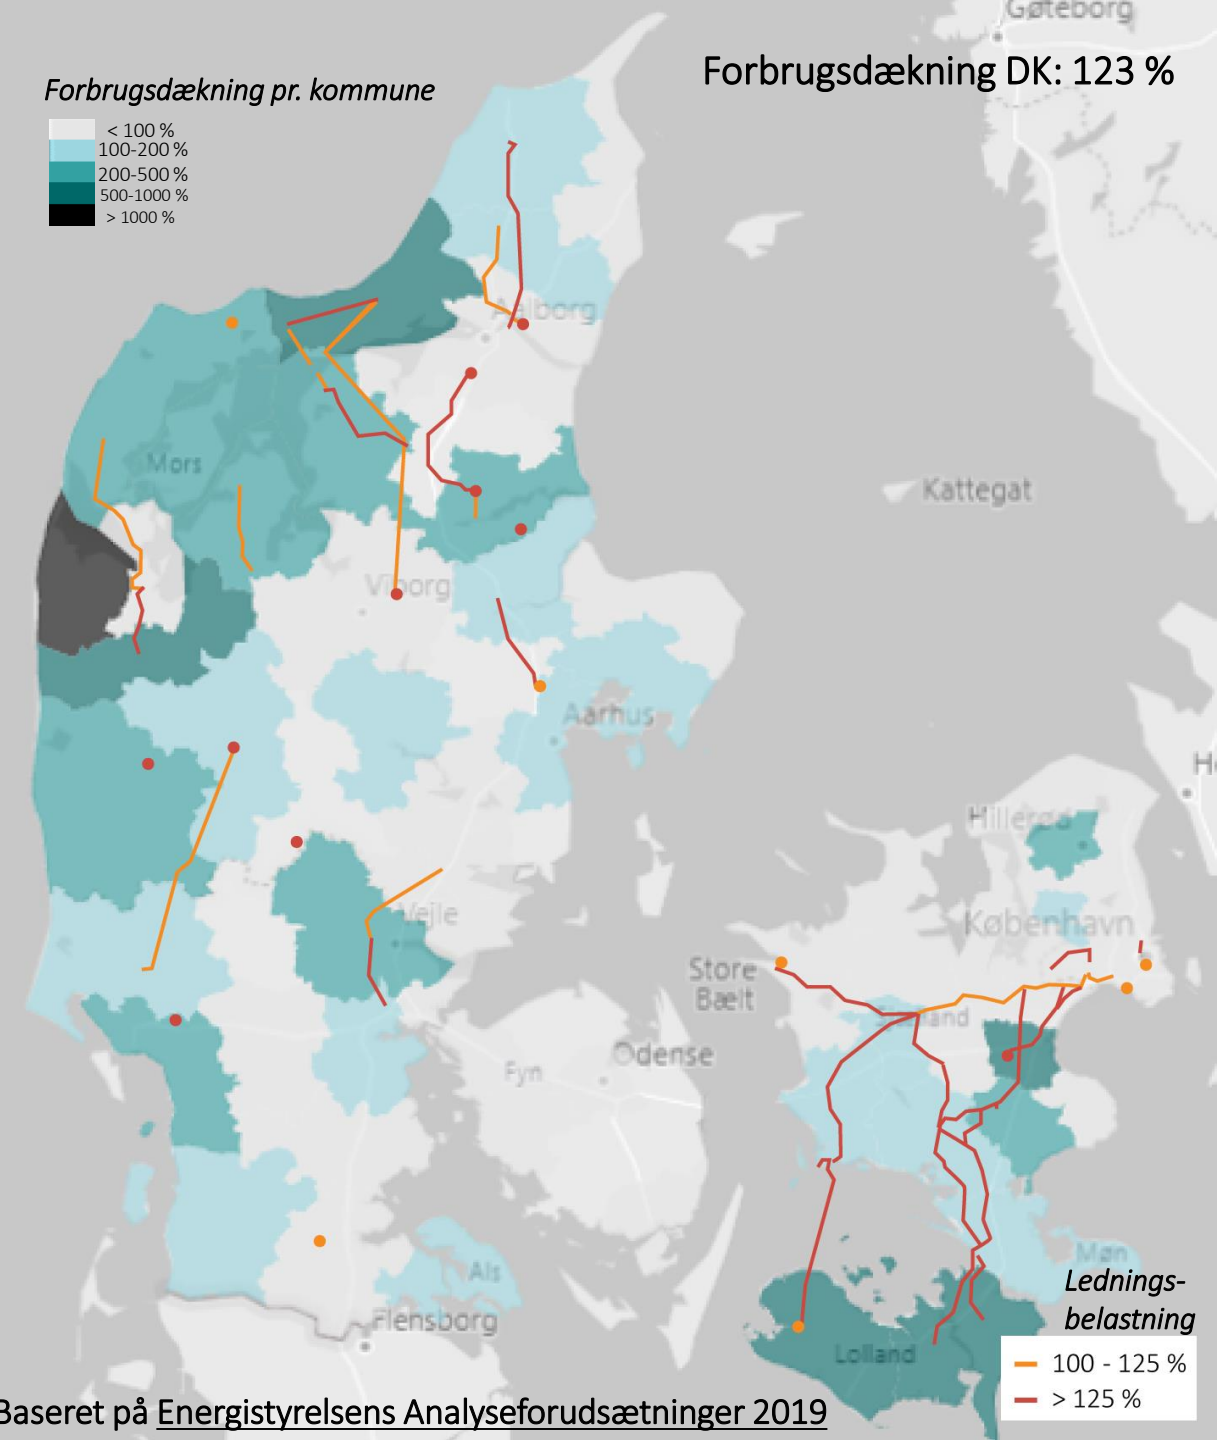 Gøteborg
Forbrugsdækning DK: 123 %
Forbrugsdækning pr. kommune
< 100 %
100-200 %
200-500 %
500-1000 %
> 1000 %
Aalborg
Mors
Kattegat
Viborg
Aarhus
Hillerød
København
Vejle
Store
Bælt
Sjælland
Odense
Fyn
Møn
Als
Lednings-
belastning
Flensborg
Lolland
100 - 125 %
> 125 %
Baseret på Energistyrelsens Analyseforudsætninger 2019